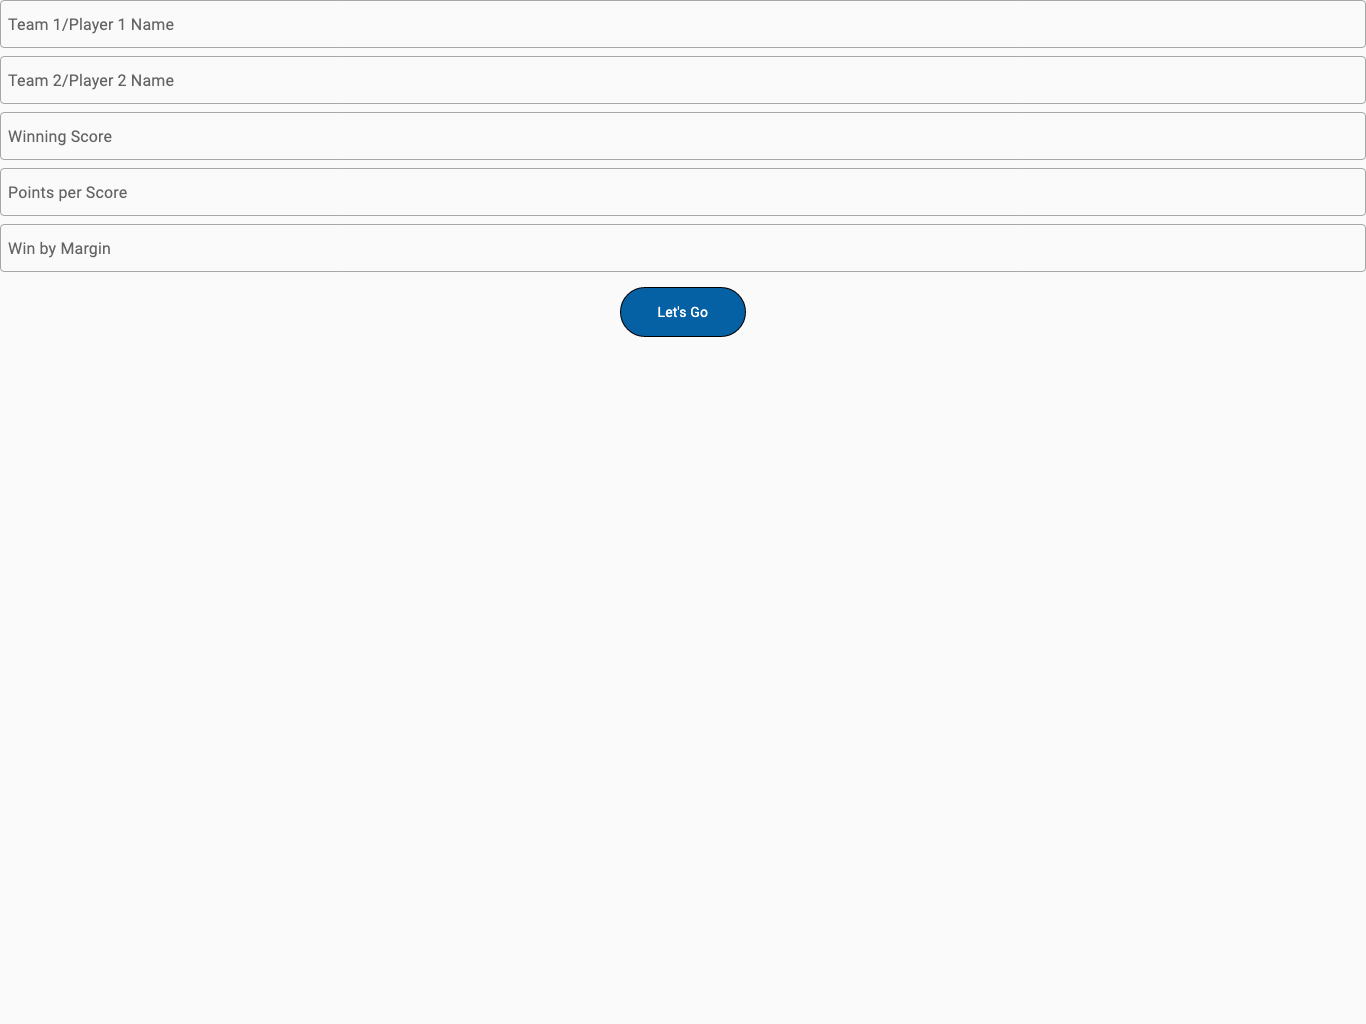 Team 1/Player 1 Name
Team 2/Player 2 Name
Winning Score
Points per Score
Win by Margin
Let's Go